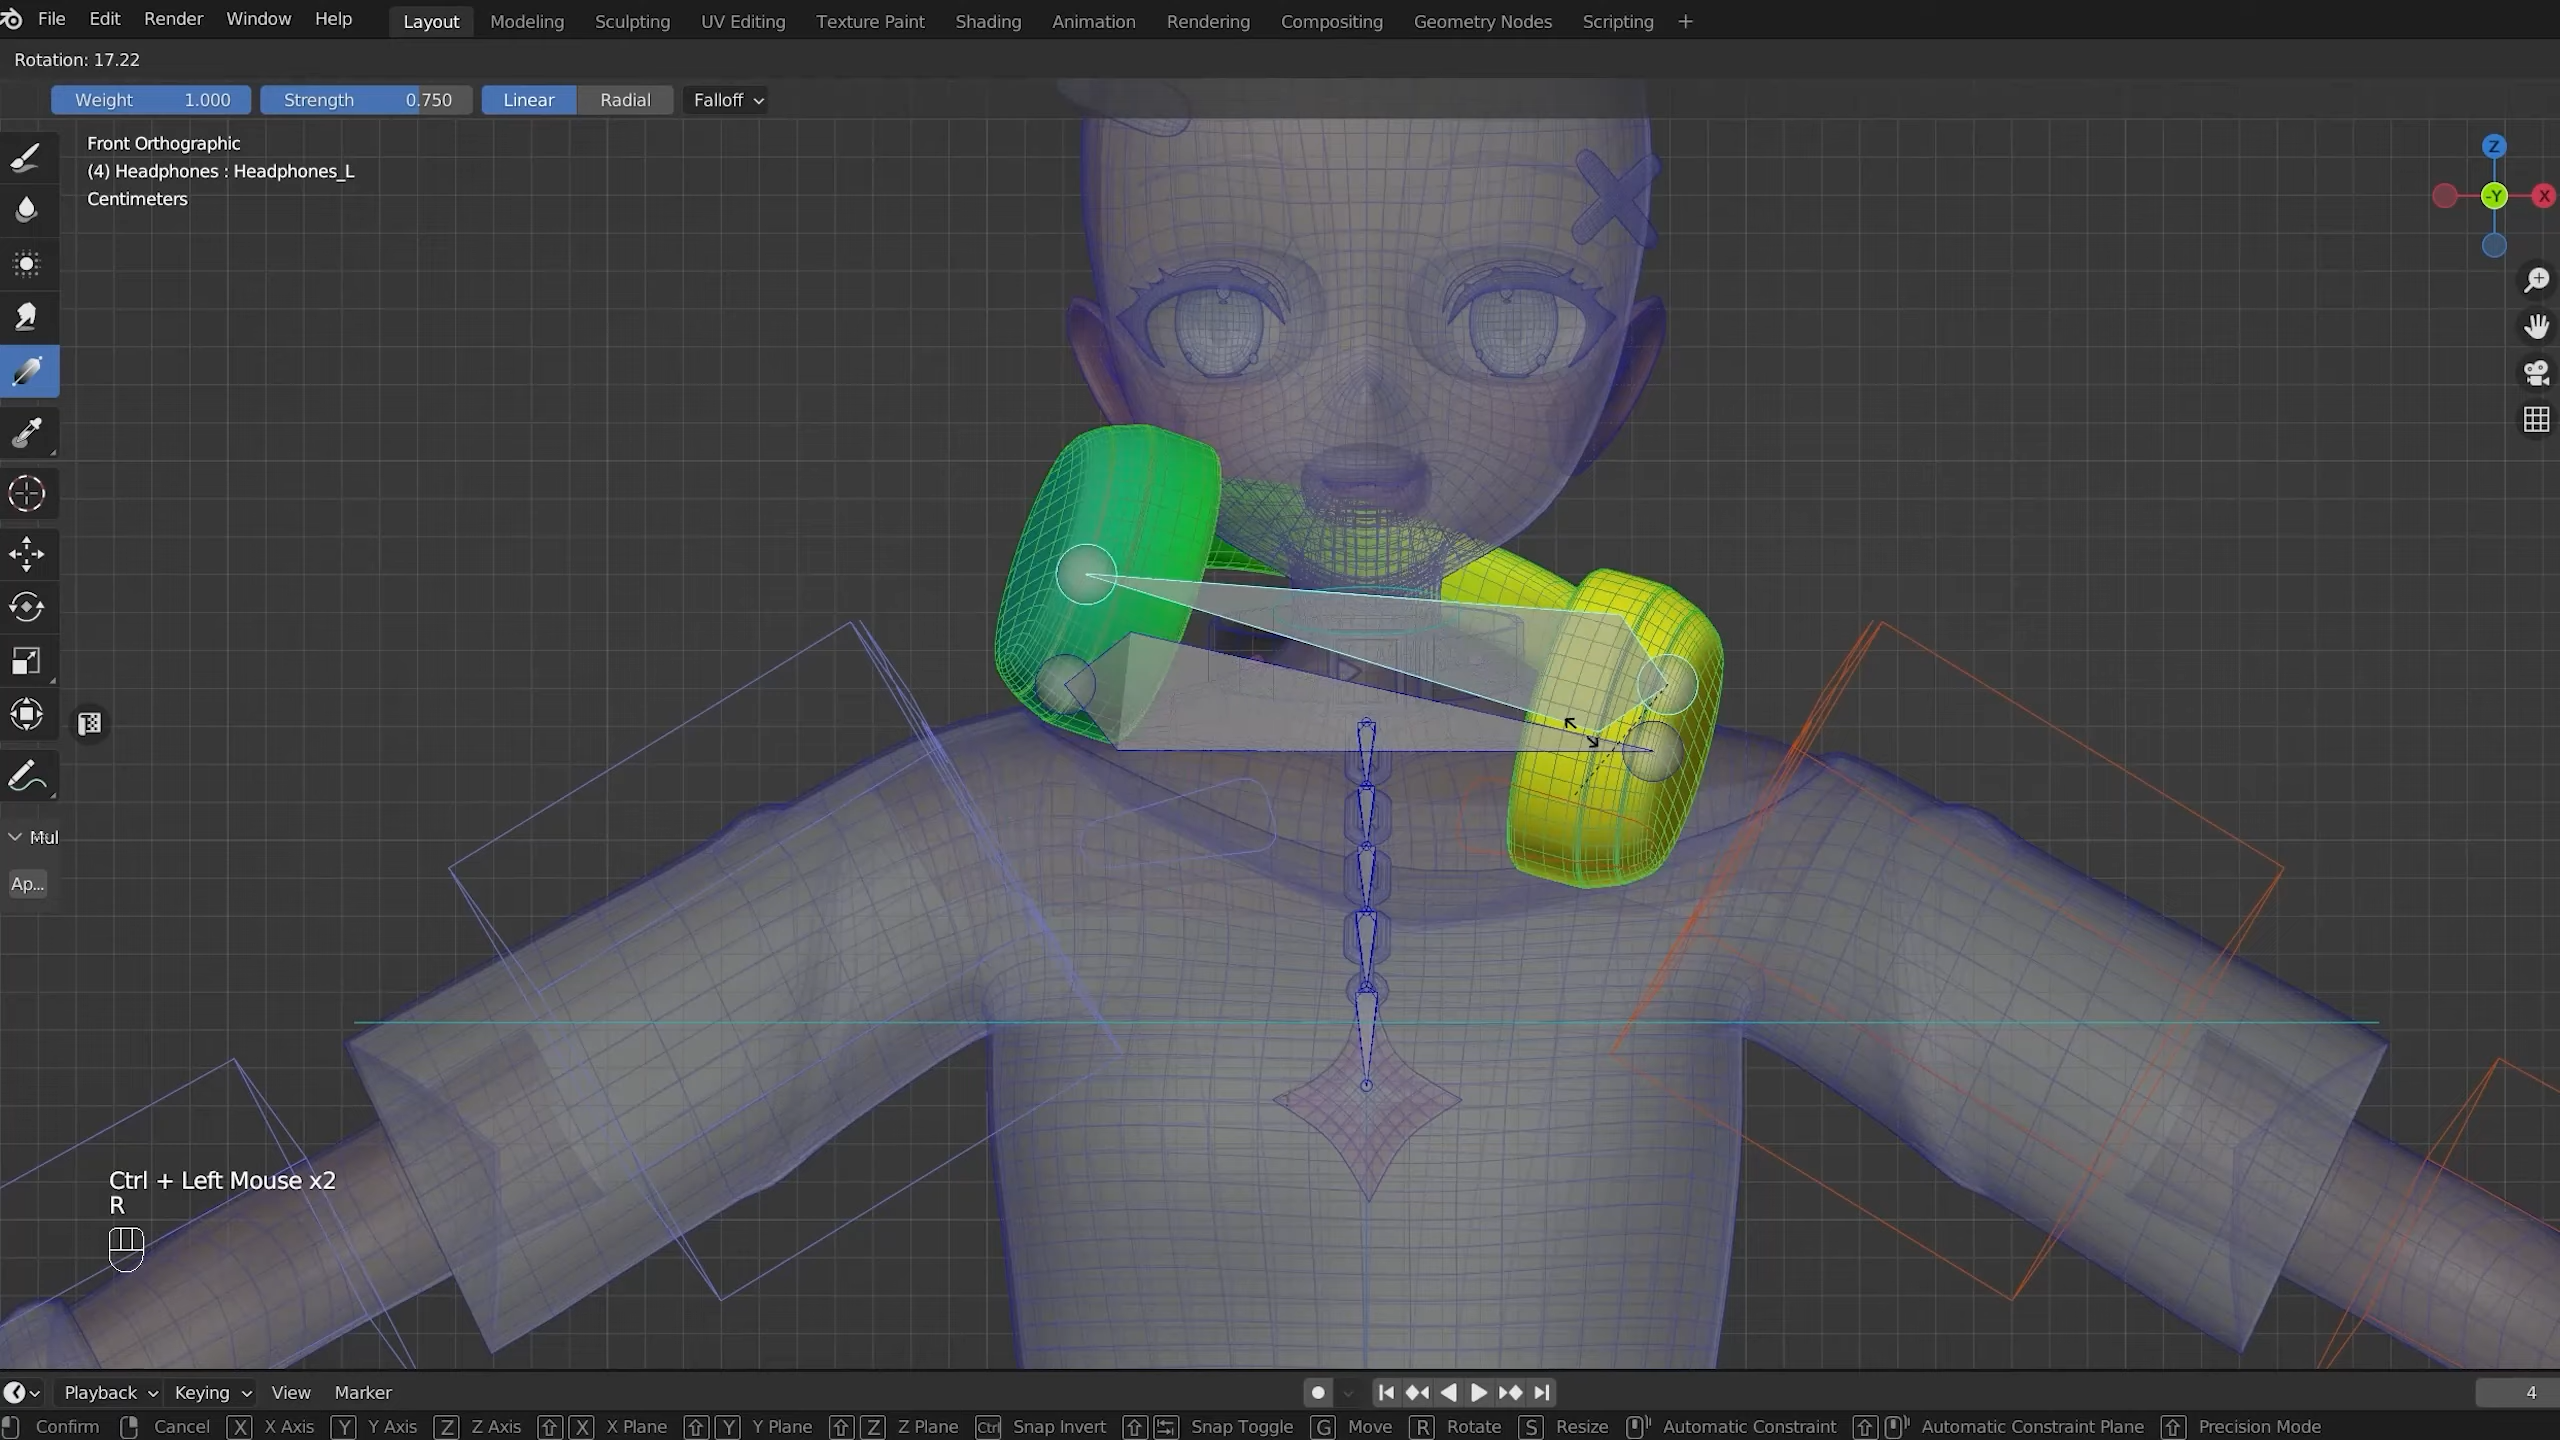 File Edit Render Window Help Layout Modeling Sculpting UV Editing Texture Paint Shading Animation Rendering Compositing Geometry Nodes Scripting +
Rotation: 17.22
Weight 1.000 Strength 0.750 Linear Radial Falloff
Front Orthographic
(4) Headphones : Headphones_L
Centimeters
Z
-Y X
Mul
Ap...
Ctrl + Left Mouse x2
R
Playback Keying View Marker 4
Confirm Cancel X X Axis Y Y Axis Z Z Axis X X Plane Y Y Plane Z Z Plane Ctrl Snap Invert Snap Toggle G Move R Rotate S Resize Automatic Constraint Automatic Constraint Plane Precision Mode